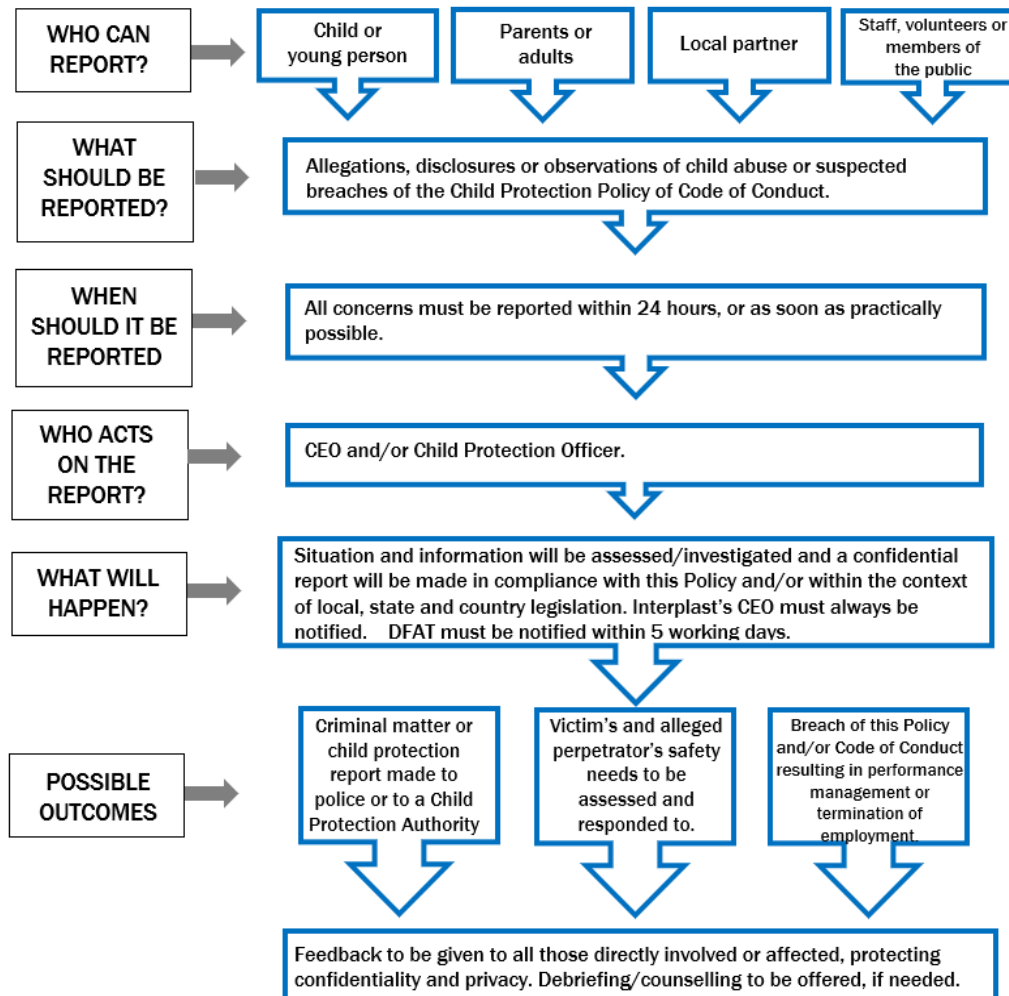 WHO CAN
REPORT?
Child or
young person
Parents or
adults
Local partner
Staff, volunteers or
members of
the public
WHAT
SHOULD BE
REPORTED?
Allegations, disclosures or observations of child abuse or suspected
breaches of the Child Protection Policy of Code of Conduct.
WHEN
SHOULD IT BE
REPORTED
All concerns must be reported within 24 hours, or as soon as practically
possible.
WHO ACTS
ON THE
REPORT?
CEO and/or Child Protection Officer.
WHAT WILL
HAPPEN?
Situation and information will be assessed/investigated and a confidential
report will be made in compliance with this Policy and/or within the context
of local, state and country legislation. Interplast's CEO must always be
notified. DFAT must be notified within 5 working days.
POSSIBLE
OUTCOMES
Criminal matter or
child protection
report made to
police or to a Child
Protection Authority
Victim's and alleged
perpetrator's safety
needs to be
assessed and
responded to.
Breach of this Policy
and/or Code of Conduct
resulting in performance
management or
termination of
employment.
Feedback to be given to all those directly involved or affected, protecting
confidentiality and privacy. Debriefing/counselling to be offered, if needed.